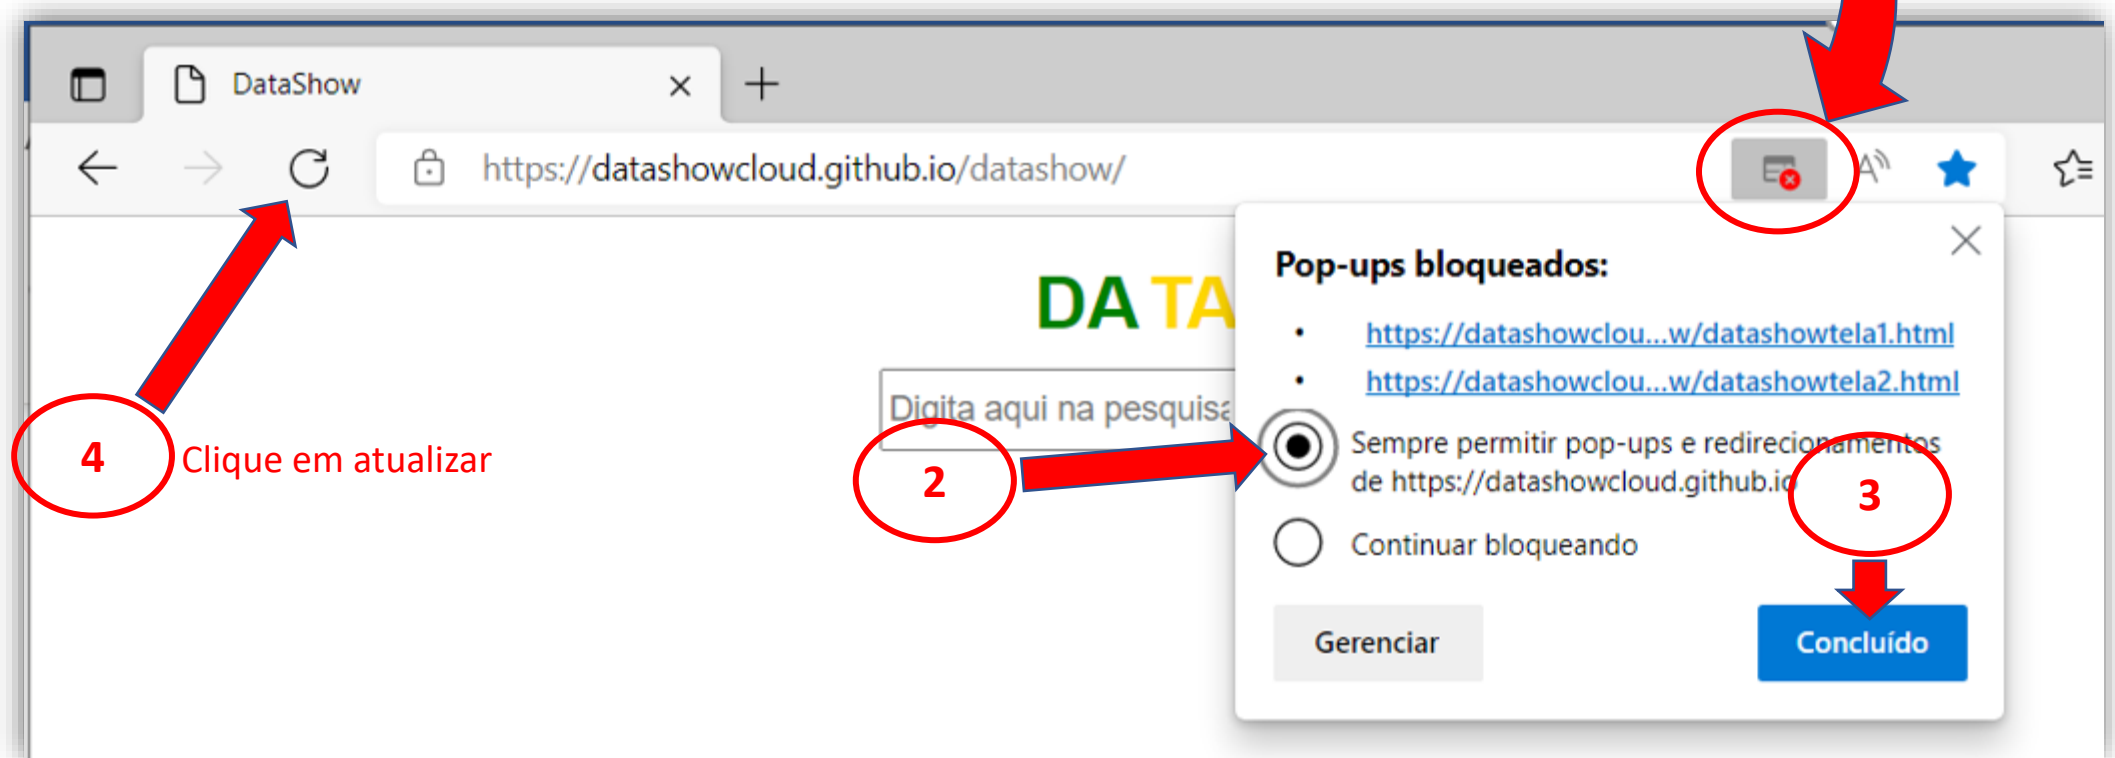 DataShow
https://datashowcloud.github.io/datashow/
A
Pop-ups bloqueados:
DATA
• https://datashowclou...w/datashowtela1.html
• https://datashowclou...w/datashowtela2.html
Digita aqui na pesquisa
Sempre permitir pop-ups e redirecionamentos
de https://datashowcloud.github.io
4 Clique em atualizar
2
3
Continuar bloqueando
Gerenciar
Concluído